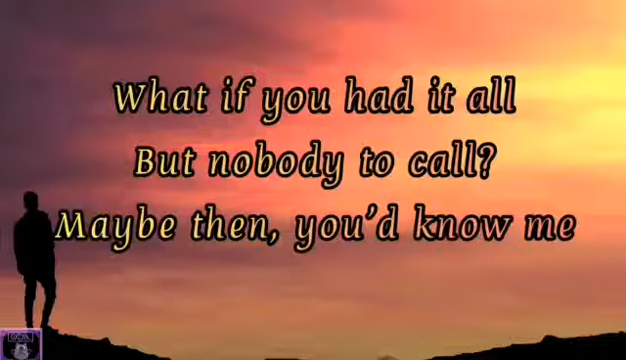 What if you had it all
But nobody to call?
Maybe then, you'd know me